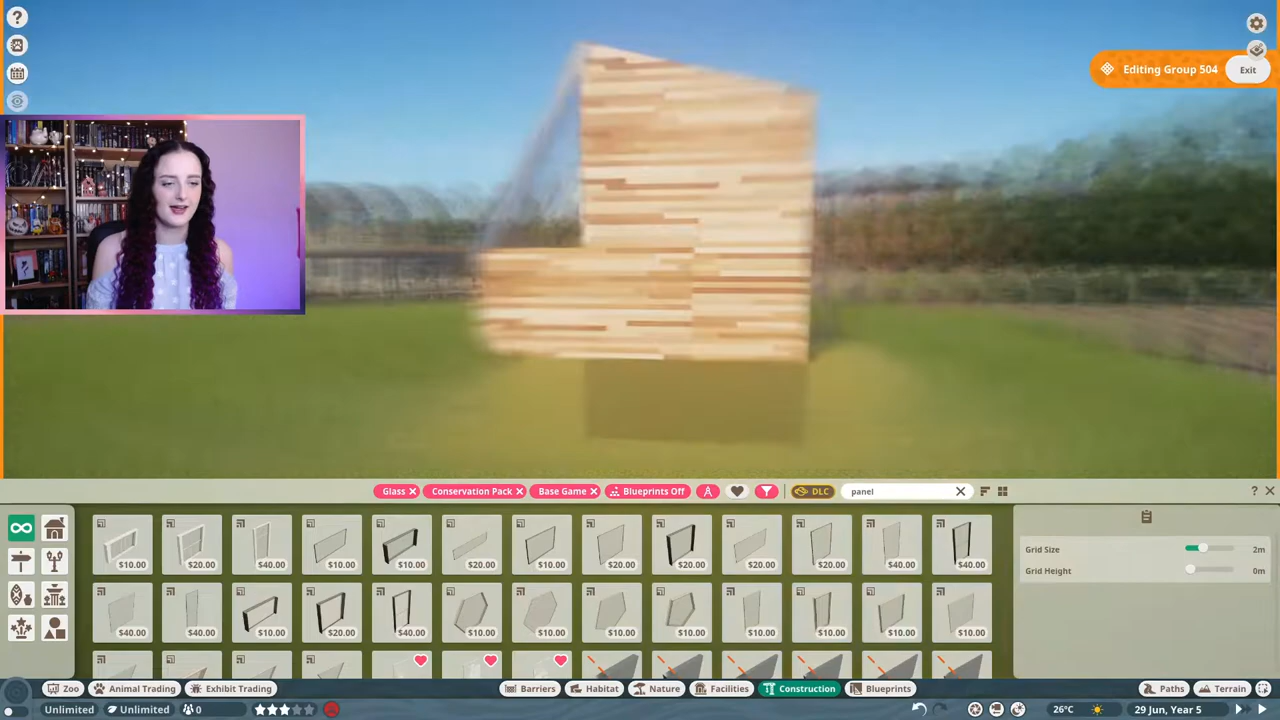 ?
Editing Group 504 Exit
Glass Conservation Pack Base Game Blueprints Off DLC panel
?
$10.00 $20.00 $40.00 $10.00 $10.00 $20.00 $10.00 $20.00 $20.00 $20.00 $20.00 $40.00 $40.00
Grid Size 2m
Grid Height 0m
$40.00 $40.00 $10.00 $20.00 $40.00 $10.00 $10.00 $10.00 $10.00 $10.00 $10.00 $10.00 $10.00
Zoo Animal Trading Exhibit Trading Barriers Habitat Nature Facilities Construction Blueprints Paths Terrain
Unlimited Unlimited 0 26°C 29 Jun, Year 5